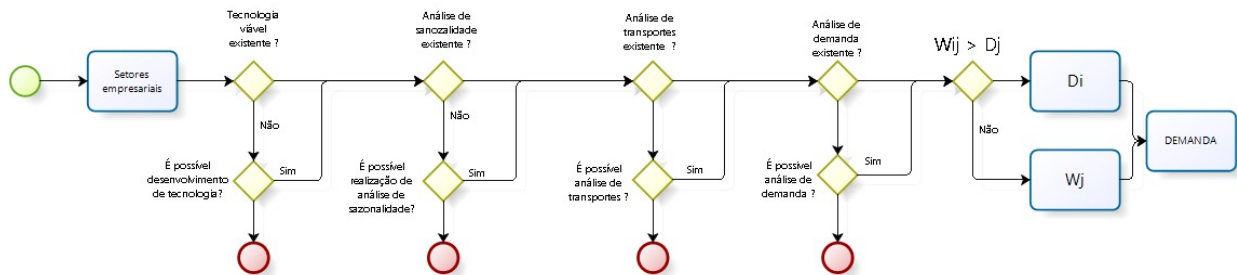 Tecnologia
viável
existente ?
Análise de
sanozalidade
existente ?
Análise de
transportes
existente ?
Análise de
demanda
existente ?
Wij > Dj
Setores
empresariais
Di
Não
Não
Não
DEMANDA
É possível
desenvolvimento
de tecnologia?
Sim
É possível
realização de
análise de
sazonalidade?
Sim
É possível
análise de
transportes ?
Sim
É possível
análise de
demanda ?
Sim
Wj